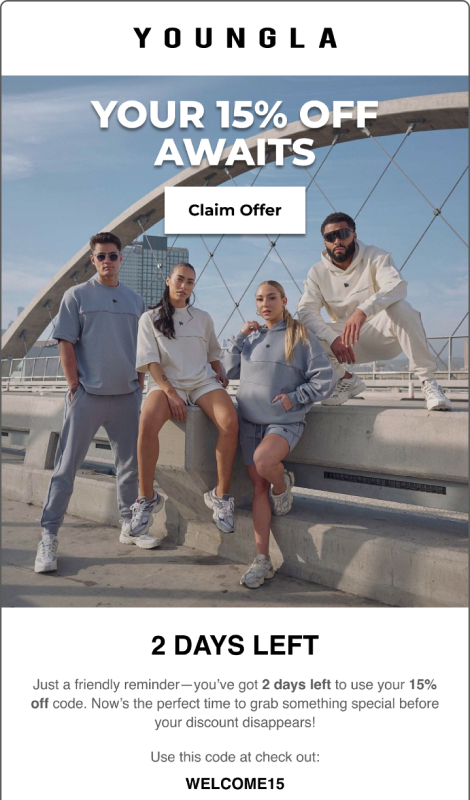 YOUNGLA
YOUR 15% OFF
AWAITS
Claim Offer
2 DAYS LEFT
Just a friendly reminder—you've got 2 days left to use your 15%
off code. Now's the perfect time to grab something special before
your discount disappears!
Use this code at check out:
WELCOME15